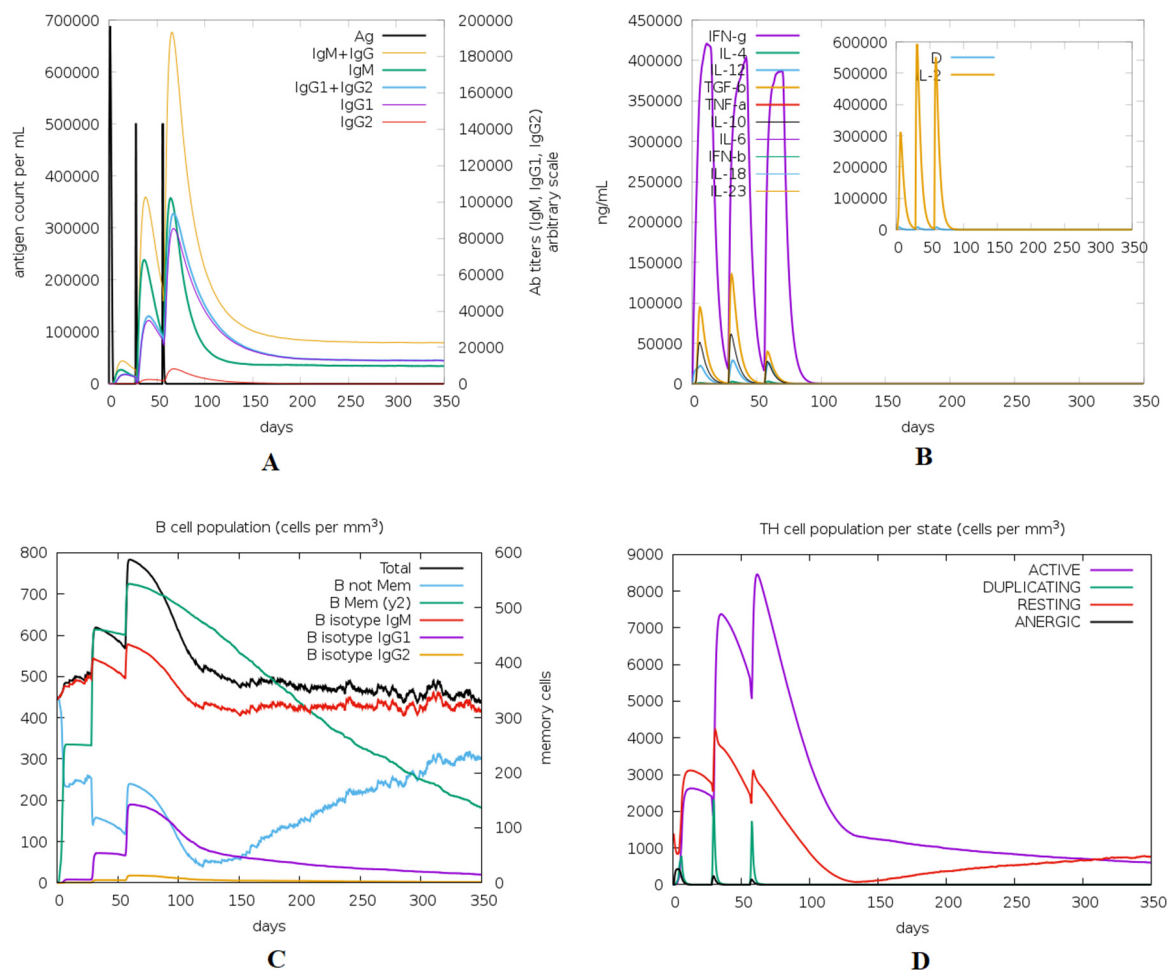 700000
600000
500000
400000
300000
200000
100000
0
antigen count per mL
Ag
IgM+IgG
IgM
IgG1+IgG2
IgG1
IgG2
200000
180000
160000
140000
120000
100000
80000
60000
40000
20000
0
Ab titers (IgM, IgG1, IgG2)
arbitrary scale
0 50 100 150 200 250 300 350
days
A
450000
400000
350000
300000
250000
200000
150000
100000
50000
0
ng/mL
IFN-g
IL-4
IL-12
TGF-b
TNF-a
IL-10
IL-6
IFN-b
IL-18
IL-23
600000
500000
400000
300000
200000
100000
0
D
IL-2
0 50 100 150 200 250 300 350
0 50 100 150 200 250 300 350
days
B
B cell population (cells per mm³)
800
700
600
500
400
300
200
100
0
Total
B not Mem
B Mem (y2)
B isotype IgM
B isotype IgG1
B isotype IgG2
600
500
400
300
200
100
0
memory cells
0 50 100 150 200 250 300 350
days
C
TH cell population per state (cells per mm³)
9000
8000
7000
6000
5000
4000
3000
2000
1000
0
ACTIVE
DUPLICATING
RESTING
ANERGIC
0 50 100 150 200 250 300 350
days
D